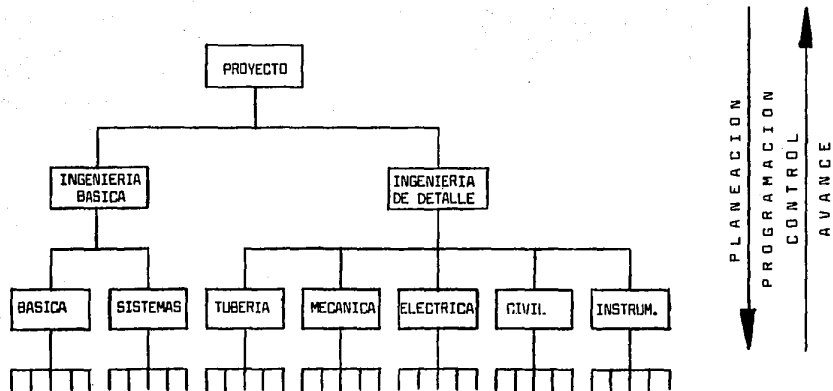 PROYECTO
INGENIERIA
BASICA
INGENIERIA
DE DETALLE
BASICA
SISTEMAS
TUBERIA
MECANICA
ELECTRICA
CIVIL
INSTRUM.
PLANEACION
PROGRAMACION
CONTROL
AVANCE